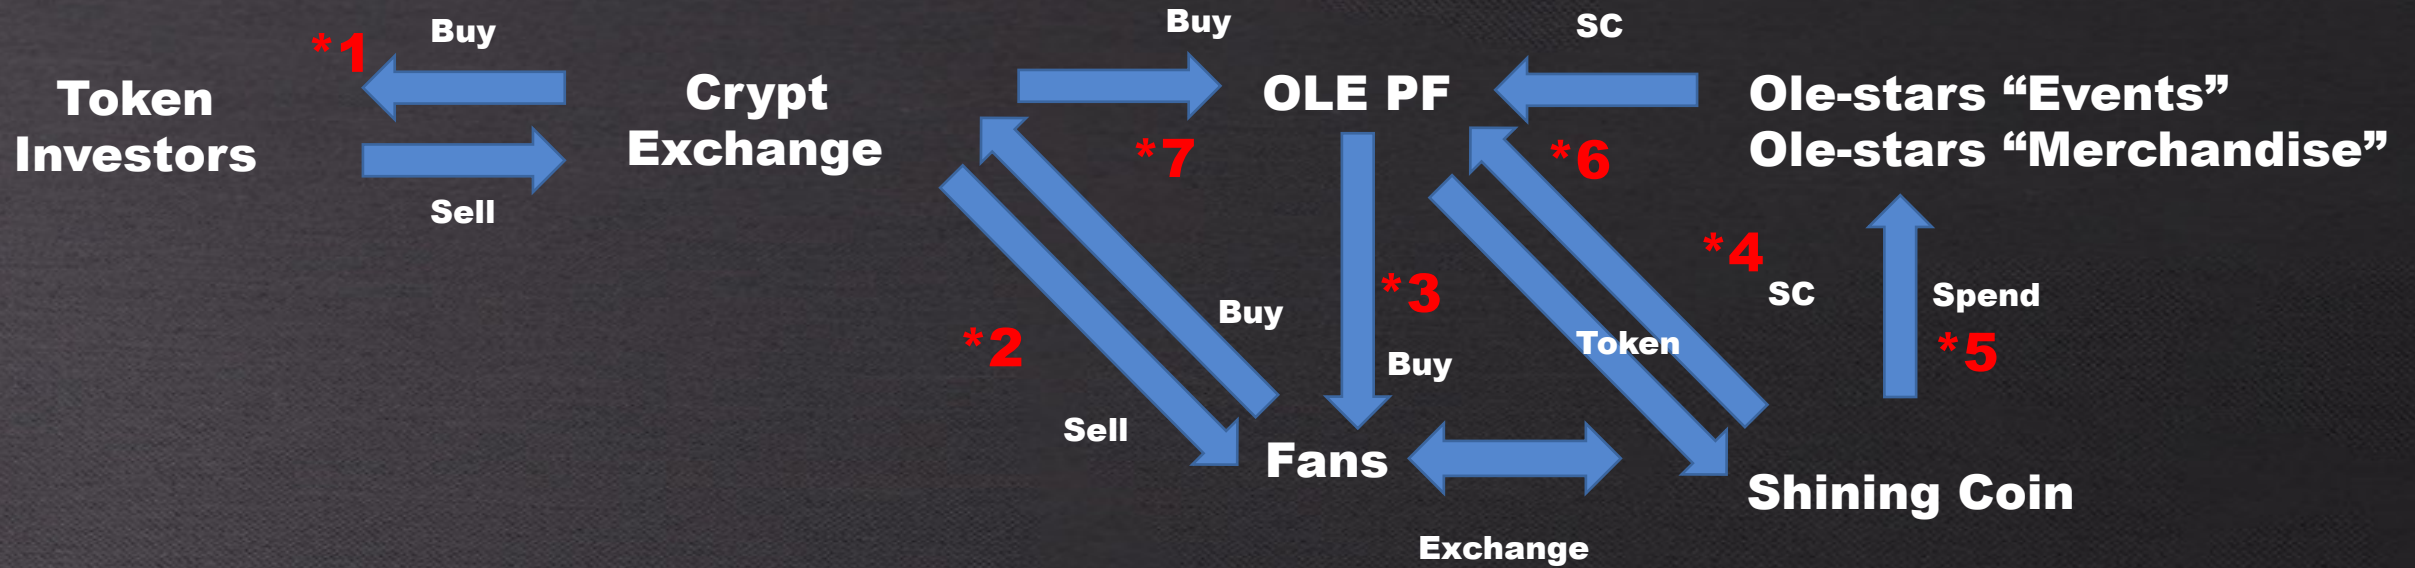 Buy
*1
Token
Investors
Sell
Crypt
Exchange
Buy
*7
OLE PF
SC
*6
Ole-stars “Events”
Ole-stars “Merchandise”
*2
Buy
Sell
*3
Buy
Token
*4
SC
Spend
*5
Fans
Exchange
Shining Coin